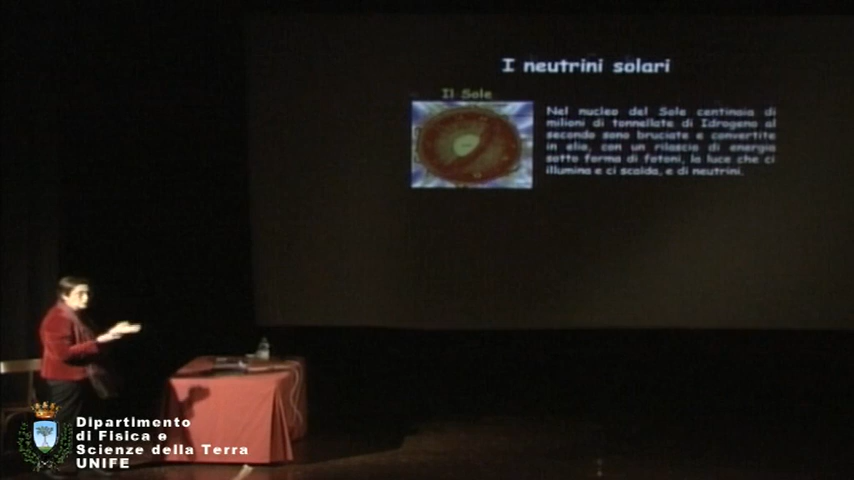 I neutrini solari
Il Sole
Nel nucleo del Sole centinaia di
milioni di tonnellate di Idrogeno al
secondo sono bruciate e convertite
in elio, con un rilascio di energia
sotto forma di fotoni, la luce che ci
illumina e ci scalda, e di neutrini.
Dipartimento
di Fisica e
Scienze della Terra
UNIFE